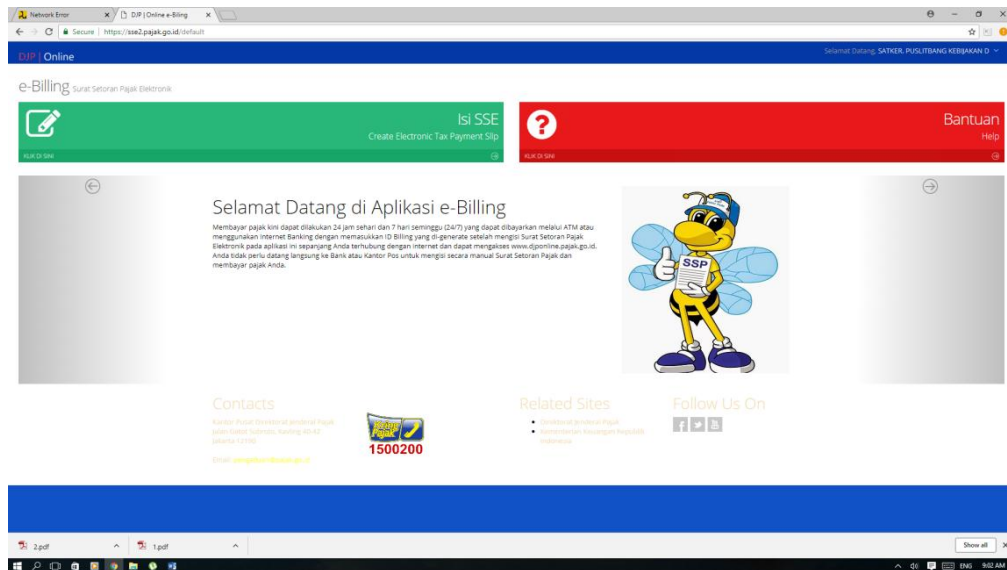 Network Error
DJP | Online e-Billing
Secure | https://sse2.pajak.go.id/default
DJP | Online
Selamat Datang, SATKER. PUSLITBANG KEBIJAKAN D
e-Billing Surat Setoran Pajak Elektronik
Isi SSE
Create Electronic Tax Payment Slip
KLIK DI SINI
Bantuan
Help
KLIK DI SINI
Selamat Datang di Aplikasi e-Billing
Membayar pajak kini dapat dilakukan 24 jam sehari dan 7 hari seminggu (24/7) yang dapat dibayarkan melalui ATM atau
menggunakan Internet Banking dengan memasukkan ID Billing yang di-generate setelah mengisi Surat Setoran Pajak
Elektronik pada aplikasi ini sepanjang Anda terhubung dengan internet dan dapat mengakses www.djponline.pajak.go.id.
Anda tidak perlu datang langsung ke Bank atau Kantor Pos untuk mengisi secara manual Surat Setoran Pajak dan
membayar pajak Anda.
SSP
Contacts
Kantor Pusat Direktorat Jenderal Pajak
Jalan Gatot Subroto, Kavling 40-42
Jakarta 12190
Email:
Kring
Pajak
1500200
Related Sites
Direktorat Jenderal Pajak
Kementerian Keuangan Republik
Indonesia
Follow Us On
2.pdf
1.pdf
Show all
ENG
9:02 AM